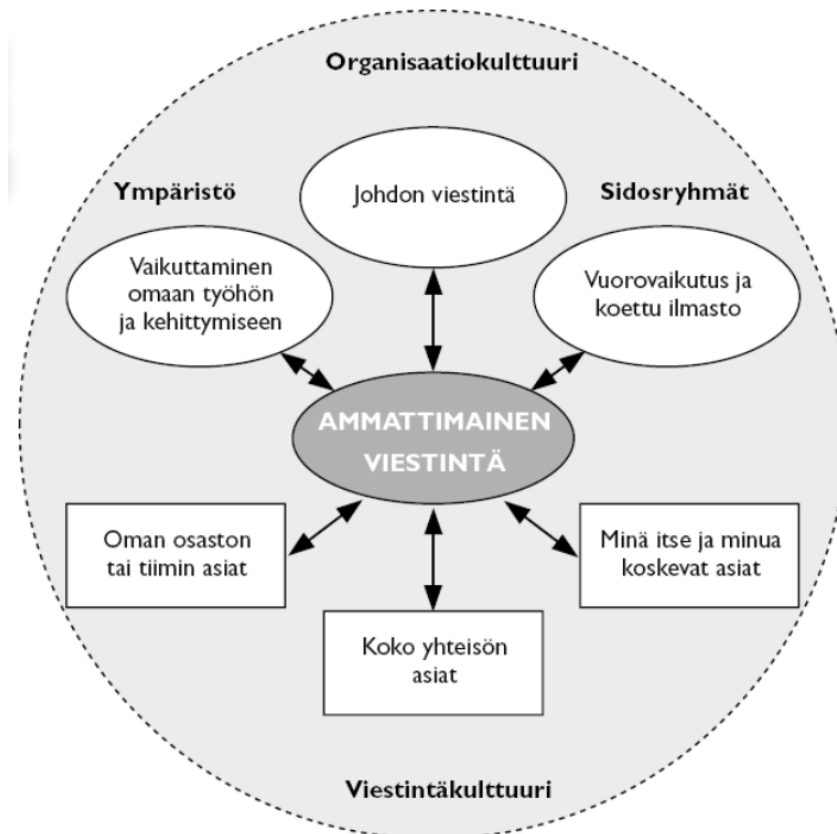 Organisaatiokulttuuri
Ympäristö
Johdon viestintä
Sidosryhmät
Vaikuttaminen
omaan työhön
ja kehittymiseen
Vuorovaikutus ja
koettu ilmasto
AMMATTIMAINEN
VIESTINTÄ
Oman osaston
tai tiimin asiat
Koko yhteisön
asiat
Minä itse ja minua
koskevat asiat
Viestintäkulttuuri